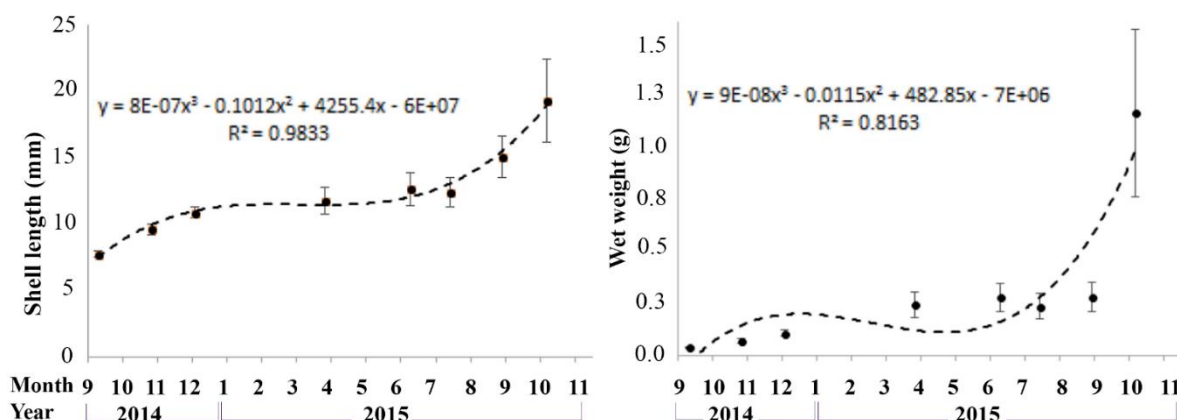 25
20
15
10
5
0
Shell length (mm)
y = 8E-07x³ - 0.1012x² + 4255.4x - 6E+07
R² = 0.9833
Month 9 10 11 12 1 2 3 4 5 6 7 8 9 10 11
Year 2014 2015
1.5
1.3
1.0
0.8
0.5
0.3
0.0
Wet weight (g)
y = 9E-08x³ - 0.0115x² + 482.85x - 7E+06
R² = 0.8163
9 10 11 12 1 2 3 4 5 6 7 8 9 10 11
2014 2015